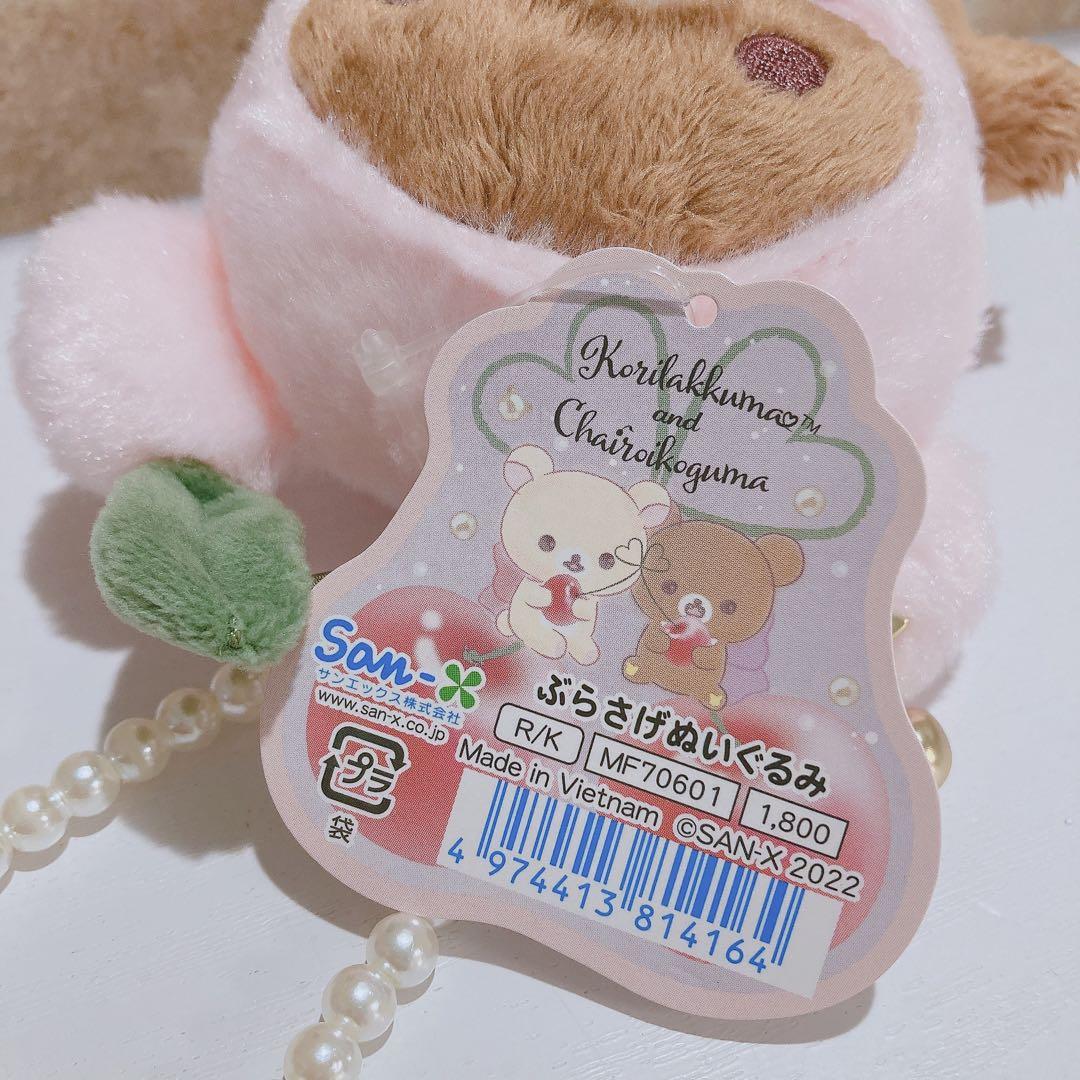 Korilakkuma♡™
and
Chairoikoguma
San-X
サンエックス株式会社
www.san-x.co.jp
プラ
袋
ぶらさげぬいぐるみ
R/K MF70601 1,800
Made in Vietnam ©SAN-X 2022
4 974413 814164